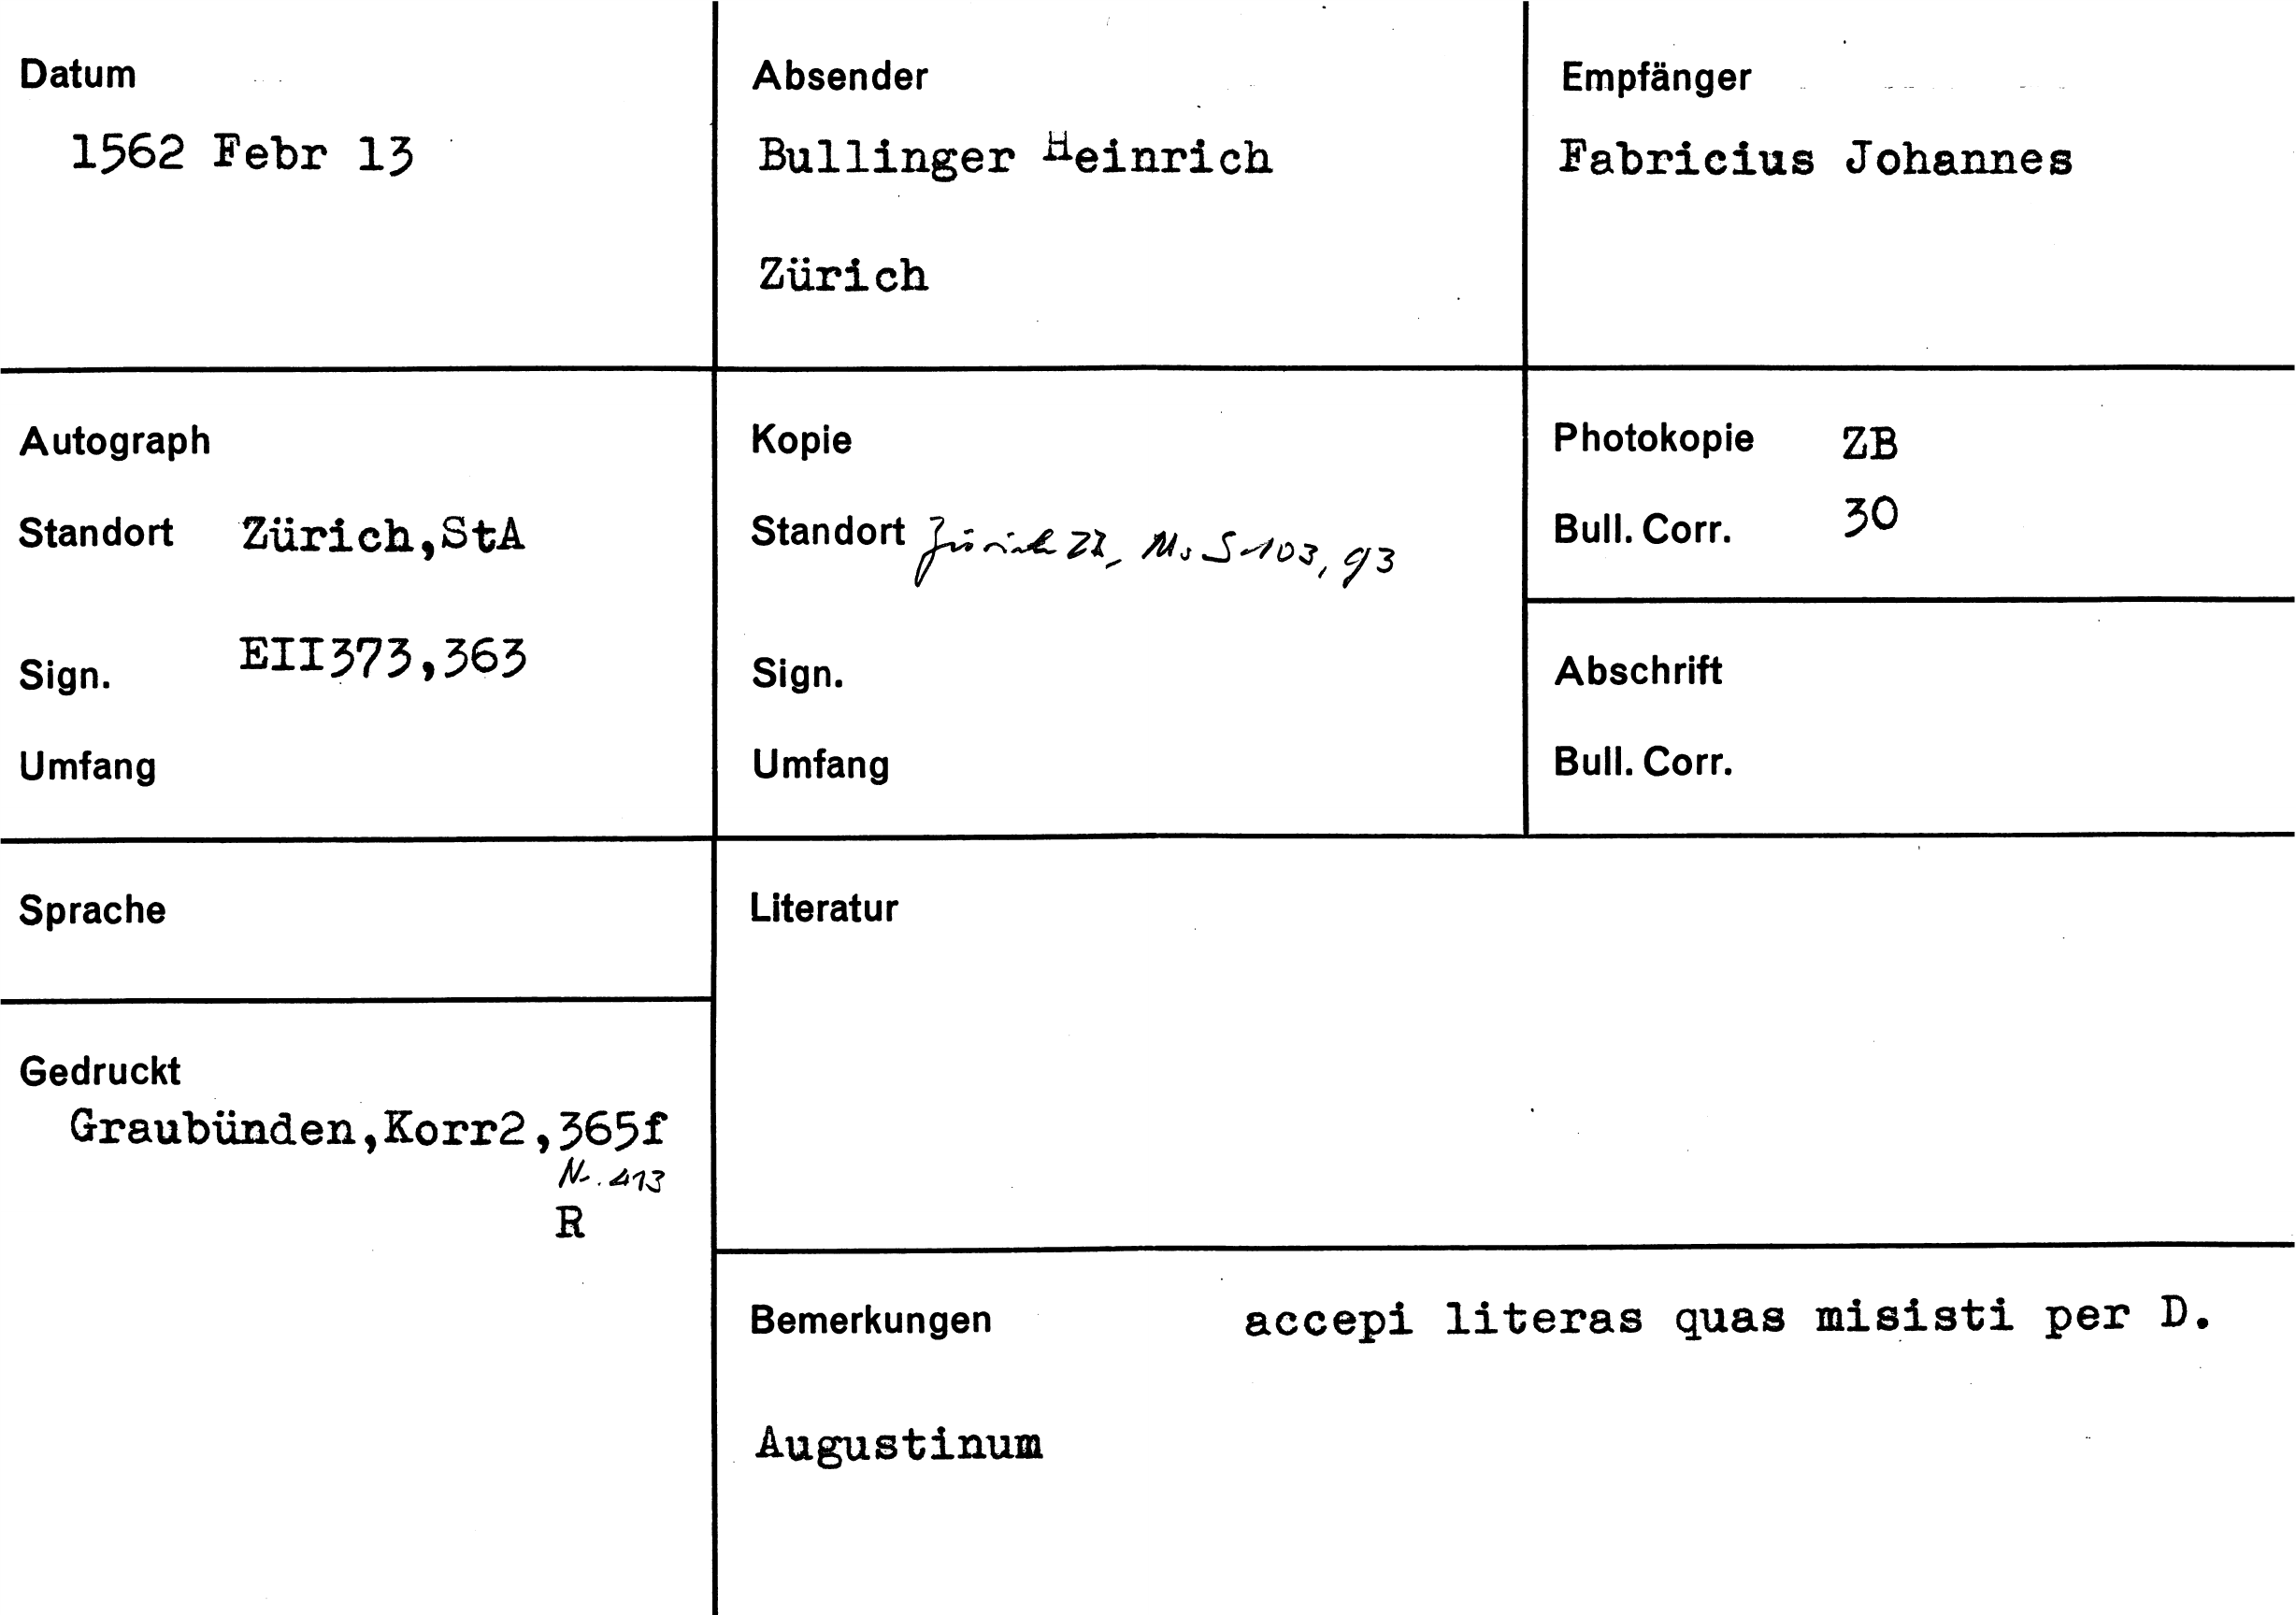 Datum
1562 Febr 13
Absender
Bullinger Heinrich
Zürich
Empfänger
Fabricius Johannes
Autograph
Standort Zürich,StA
Sign. EII373,363
Umfang
Kopie
Standort Zürich ZB, Ms S 103, 93
Sign.
Umfang
Photokopie ZB
Bull. Corr. 30
Abschrift
Bull. Corr.
Sprache
Literatur
Gedruckt
Graubünden,Korr2,365f
Nr. 413
R
Bemerkungen accepi literas quas misisti per D.
Augustinum